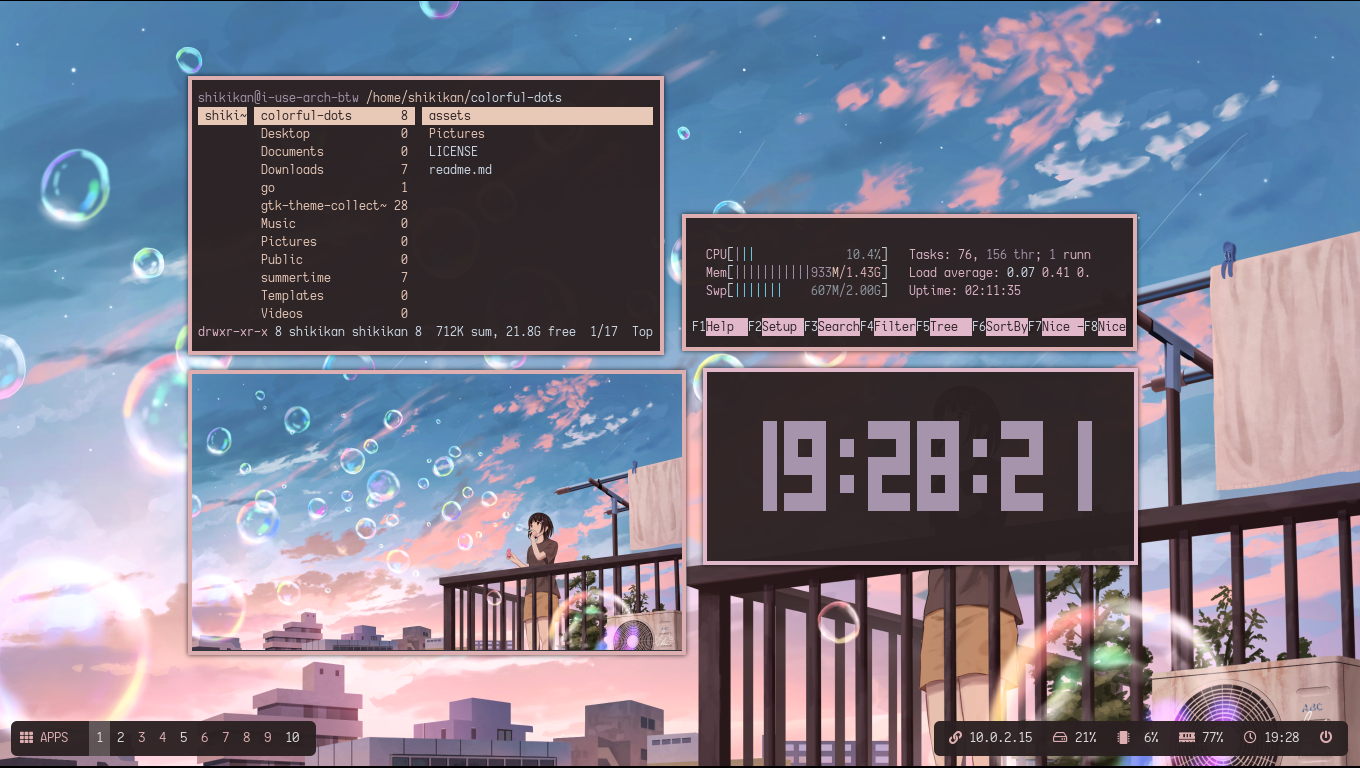 shikikan@i-use-arch-btw /home/shikikan/colorful-dots
shiki~ colorful-dots 8 assets
Desktop 0 Pictures
Documents 0 LICENSE
Downloads 7 readme.md
go 1
gtk-theme-collect~ 28
Music 0
Pictures 0
Public 0
summertime 7
Templates 0
Videos 0
drwxr-xr-x 8 shikikan shikikan 8 712K sum, 21.8G free 1/17 Top
CPU[||| 10.4%] Tasks: 76, 156 thr; 1 runn
Mem[|||||||||||933M/1.43G] Load average: 0.07 0.41 0.
Swp[||||||| 607M/2.00G] Uptime: 02:11:35
F1Help F2Setup F3SearchF4FilterF5Tree F6SortByF7Nice -F8Nice
19:28:21
APPS 1 2 3 4 5 6 7 8 9 10
10.0.2.15 21% 6% 77% 19:28
ABC